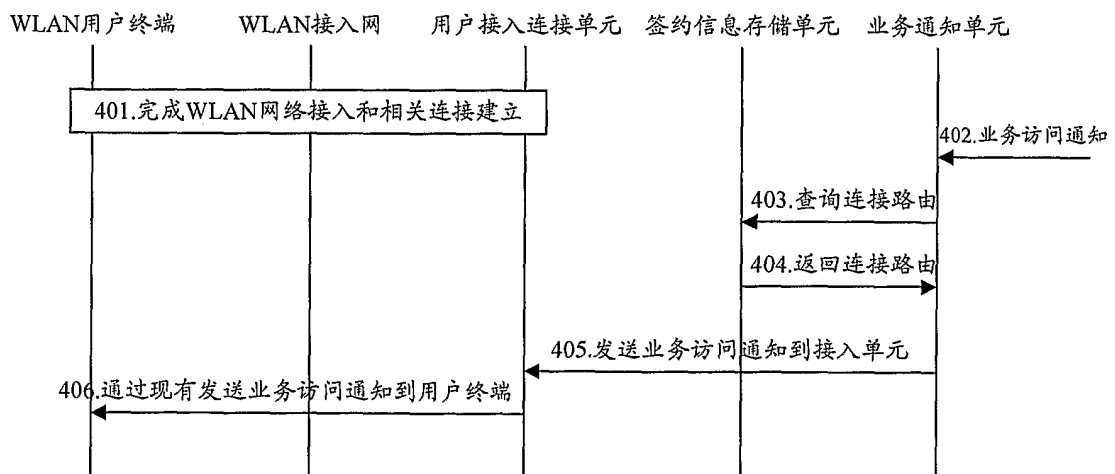 WLAN用户终端 WLAN接入网 用户接入连接单元 签约信息存储单元 业务通知单元
401.完成WLAN网络接入和相关连接建立
402.业务访问通知
403.查询连接路由
404.返回连接路由
405.发送业务访问通知到接入单元
406.通过现有发送业务访问通知到用户终端